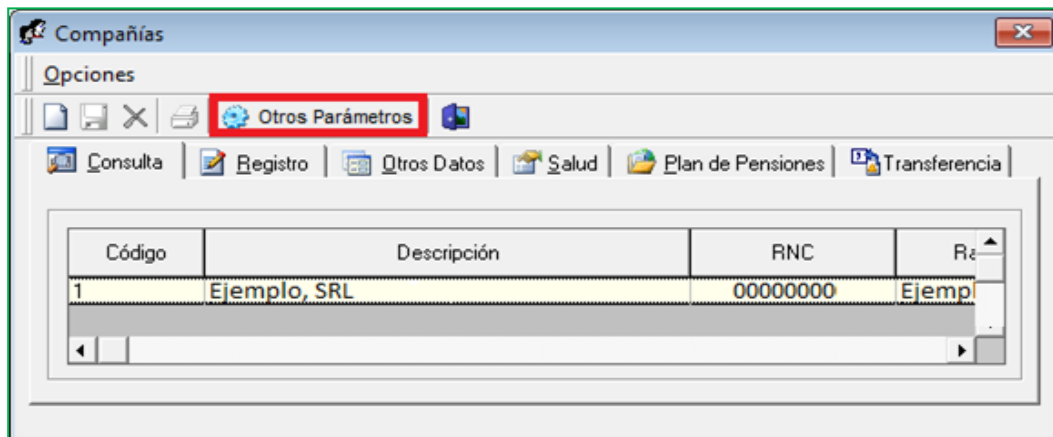 Compañías
Opciones
Otros Parámetros
Consulta Registro Otros Datos Salud Plan de Pensiones Transferencia
Código Descripción RNC
1 Ejemplo, SRL 00000000